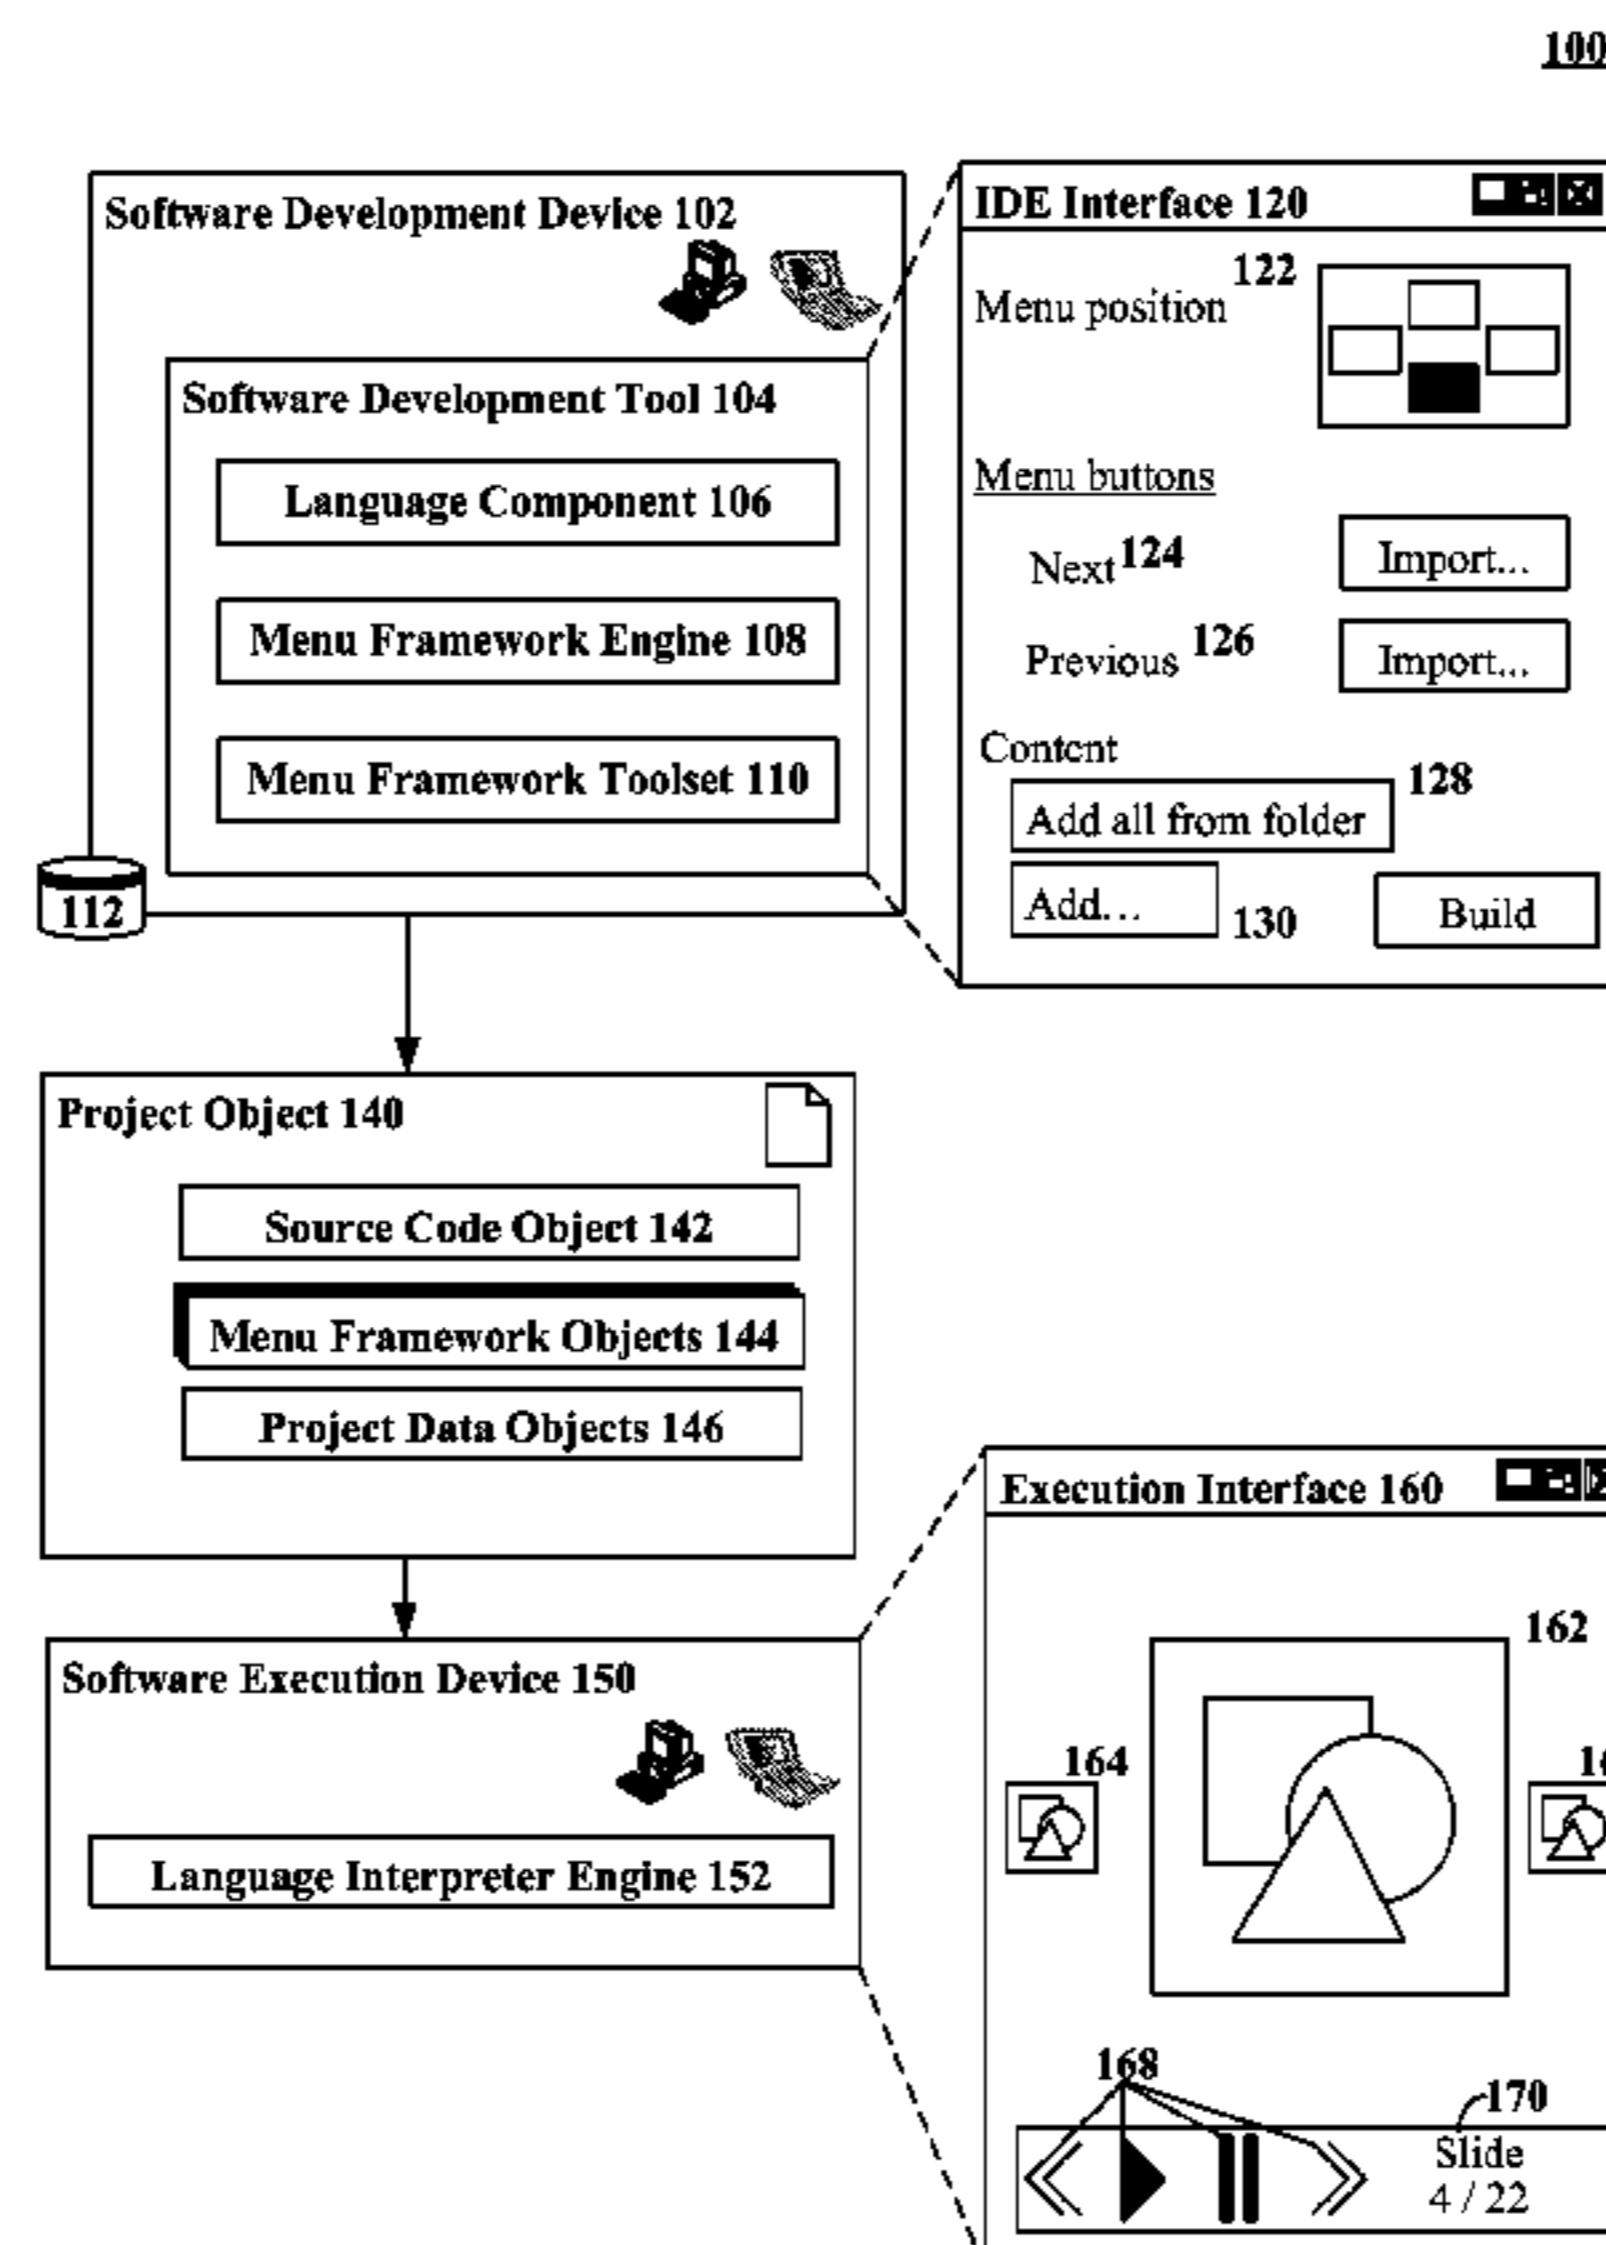 100
Software Development Device 102
Software Development Tool 104
Language Component 106
Menu Framework Engine 108
Menu Framework Toolset 110
112
IDE Interface 120
Menu position 122
Menu buttons
Next 124 Import...
Previous 126 Import...
Content
Add all from folder 128
Add... 130 Build
Project Object 140
Source Code Object 142
Menu Framework Objects 144
Project Data Objects 146
Software Execution Device 150
Language Interpreter Engine 152
Execution Interface 160
162
164
168
170
Slide
4 / 22